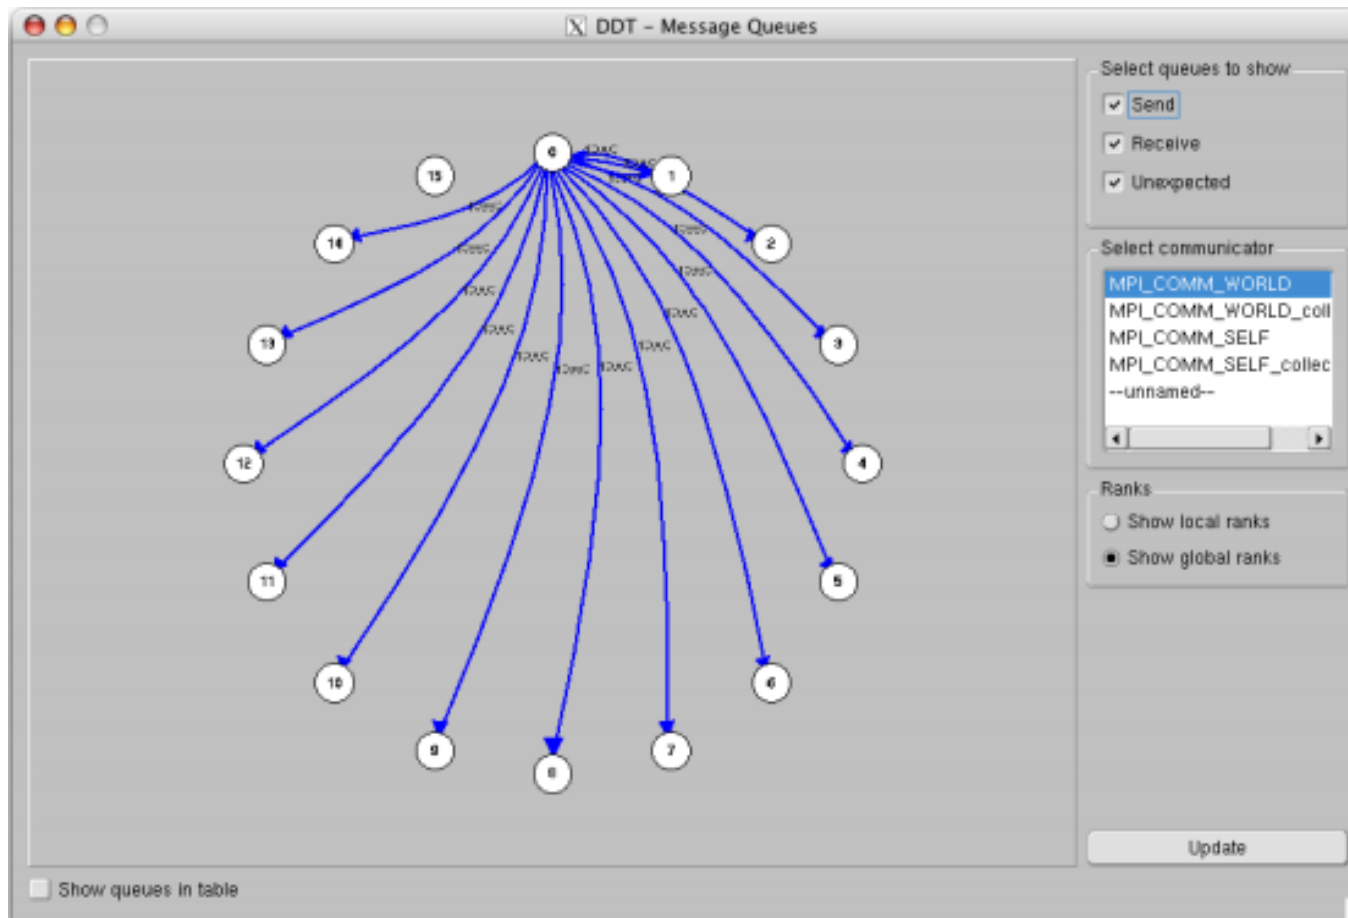 DDT - Message Queues
Select queues to show
Send
Receive
Unexpected
Select communicator
MPI_COMM_WORLD
MPI_COMM_WORLD_coll
MPI_COMM_SELF
MPI_COMM_SELF_collec
--unnamed--
Ranks
Show local ranks
Show global ranks
Update
Show queues in table
0
15
1
14
2
13
3
12
4
11
5
10
6
9
7
8